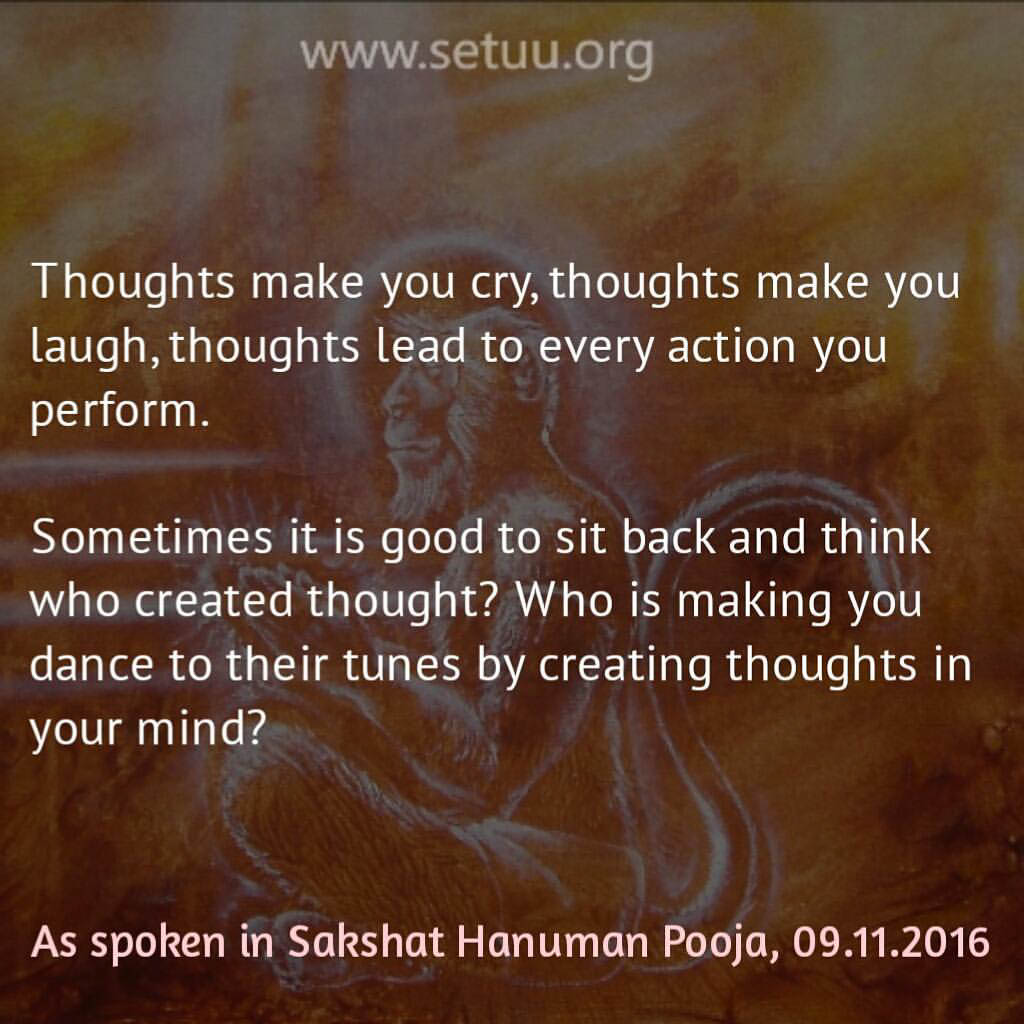 www.setuu.org
Thoughts make you cry, thoughts make you
laugh, thoughts lead to every action you
perform.
Sometimes it is good to sit back and think
who created thought? Who is making you
dance to their tunes by creating thoughts in
your mind?
As spoken in Sakshat Hanuman Pooja, 09.11.2016